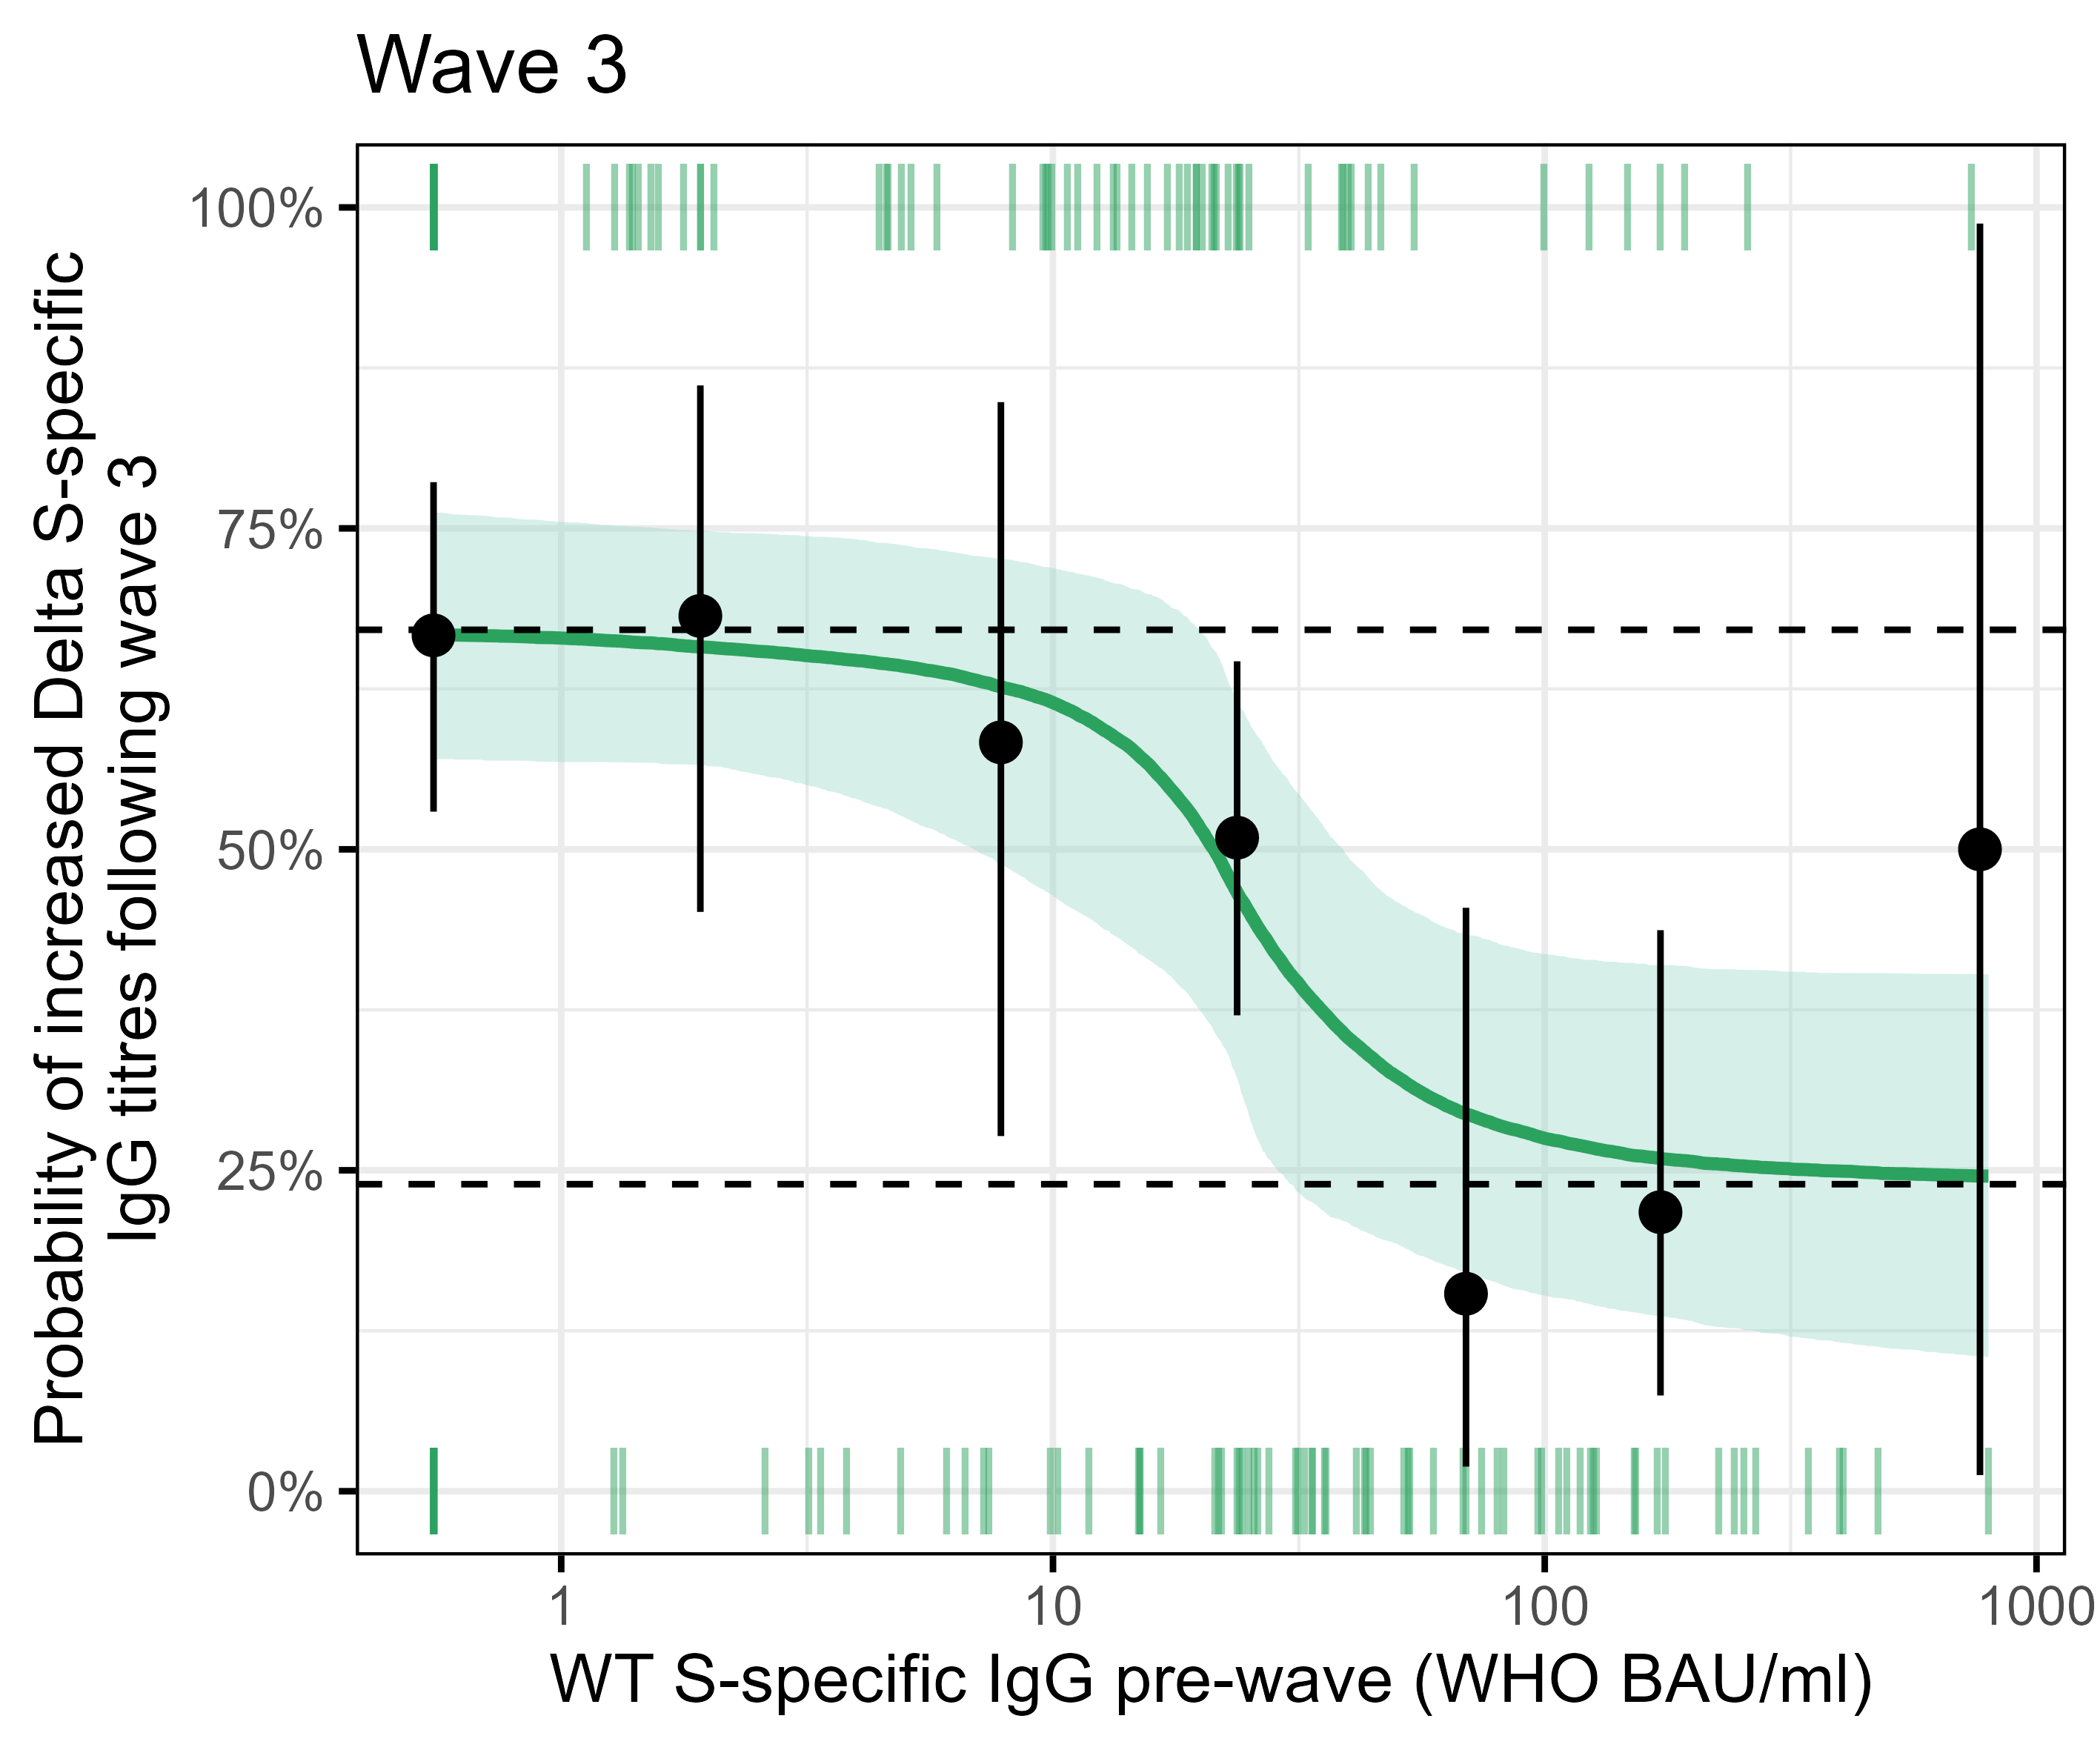 Wave 3
Probability of increased Delta S-specific
IgG titres following wave 3
100%
75%
50%
25%
0%
1
10
100
1000
WT S-specific IgG pre-wave (WHO BAU/ml)